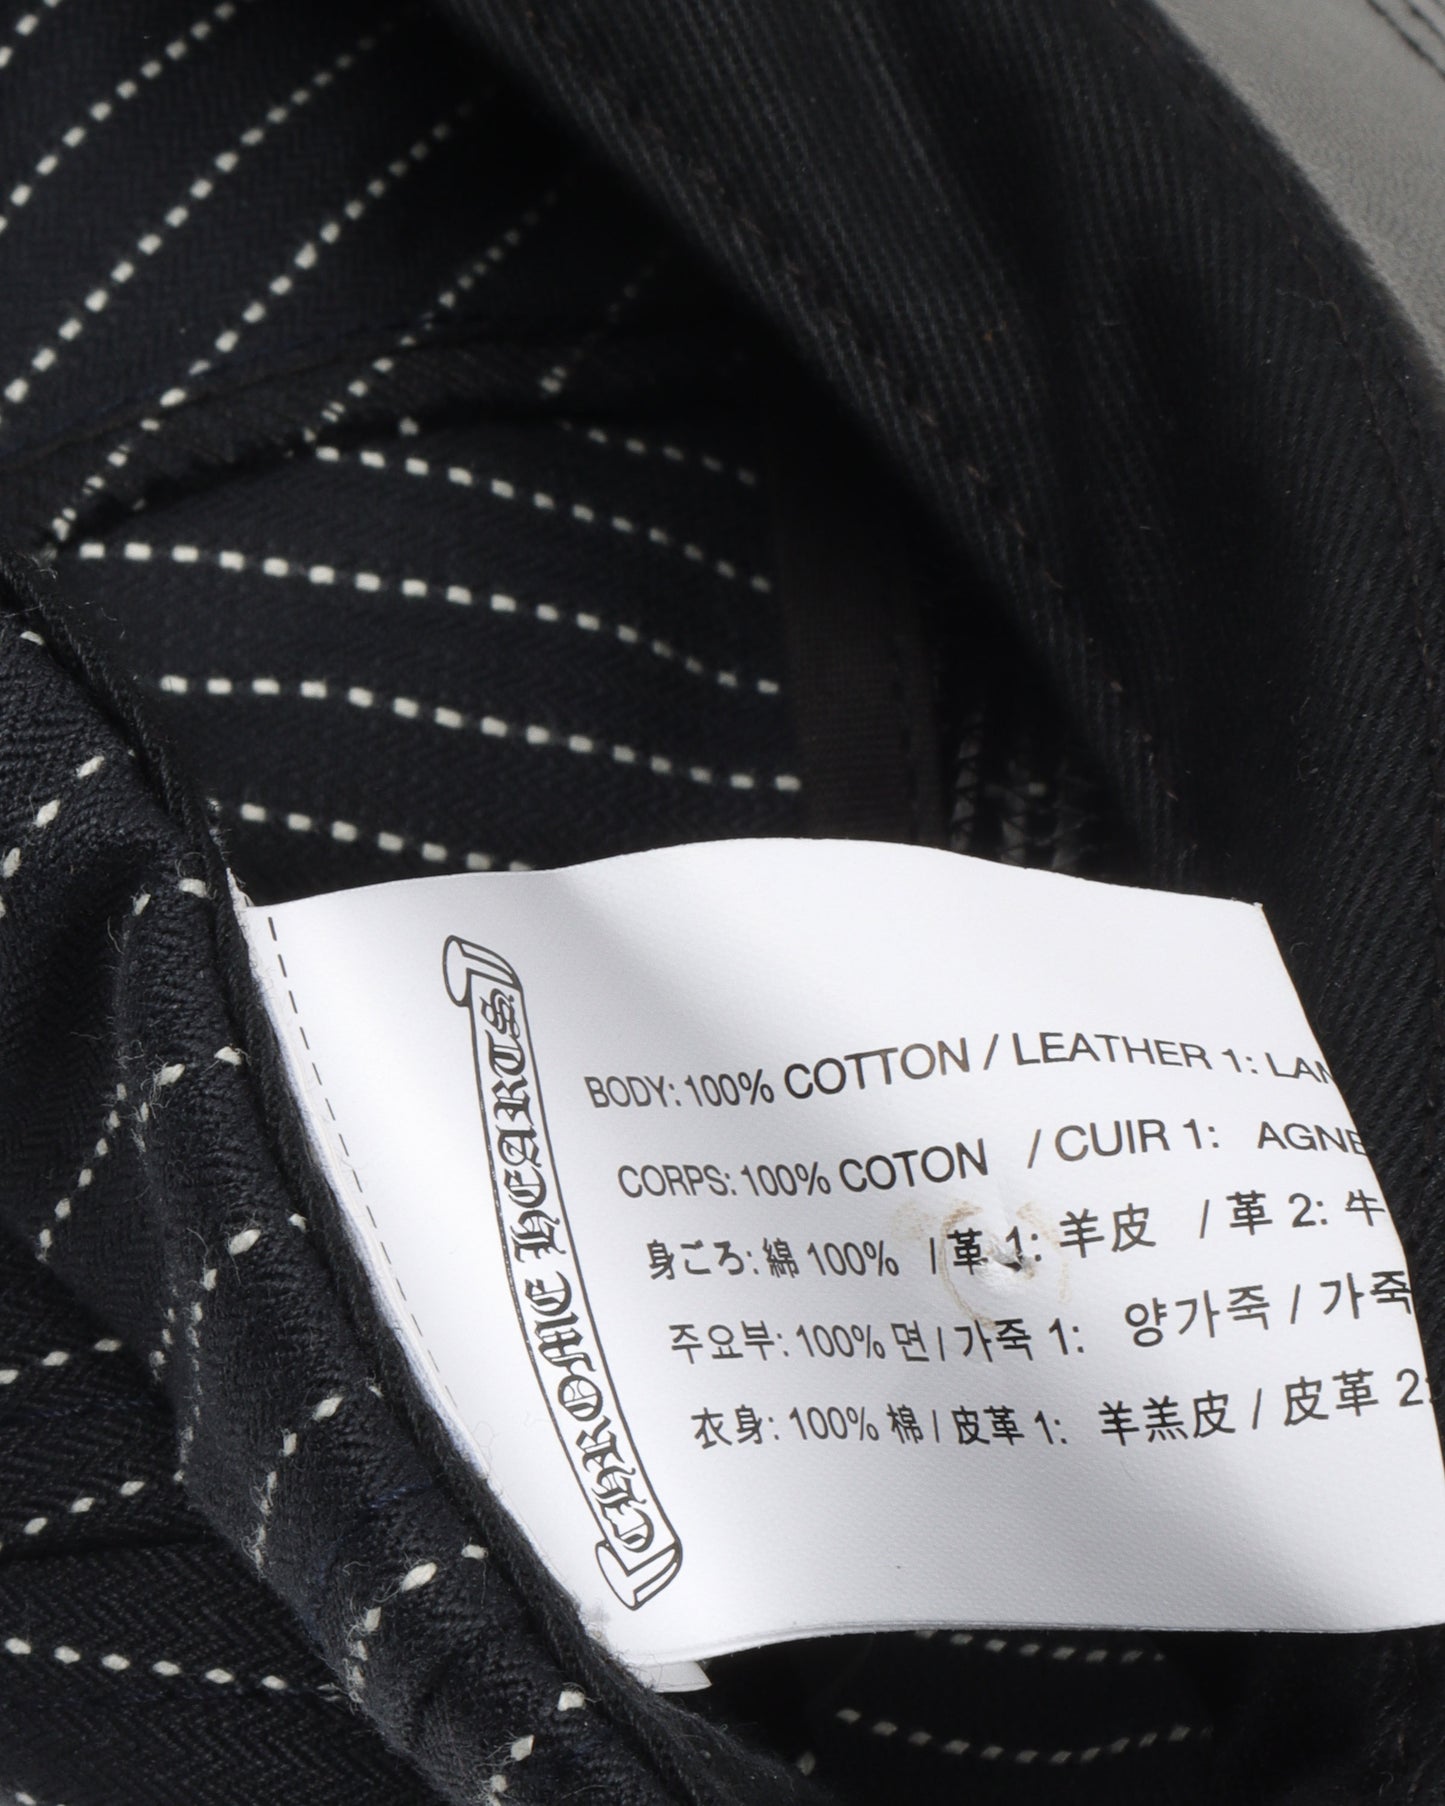 CHROME HEARTS
BODY: 100% COTTON / LEATHER 1: LAM
CORPS: 100% COTON / CUIR 1: AGNE
身ごろ: 綿 100% / 革 1: 羊皮 / 革 2: 牛
주요부: 100% 면 / 가죽 1: 양가죽 / 가죽
衣身: 100% 棉 / 皮革 1: 羊羔皮 / 皮革 2: